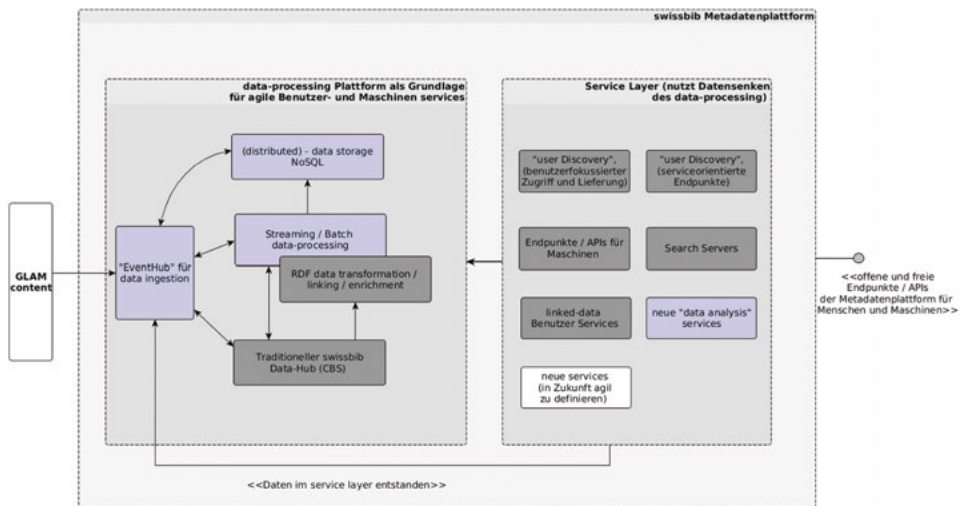 swissbib Metadatenplattform
data-processing Plattform als Grundlage
für agile Benutzer- und Maschinen services
(distributed) - data storage
NoSQL
Streaming / Batch
data-processing
"EventHub" für
data ingestion
RDF data transformation /
linking / enrichment
Traditioneller swissbib
Data-Hub (CBS)
GLAM
content
Service Layer (nutzt Datensenken
des data-processing)
"user Discovery",
(benutzerfokussierter
Zugriff und Lieferung)
"user Discovery",
(serviceorientierte
Endpunkte)
Endpunkte / APIs für
Maschinen
Search Servers
linked-data
Benutzer Services
neue "data analysis"
services
neue services
(in Zukunft agil
zu definieren)
<<offene und freie
Endpunkte / APIs
der Metadatenplattform für
Menschen und Maschinen>>
<<Daten im service layer entstanden>>